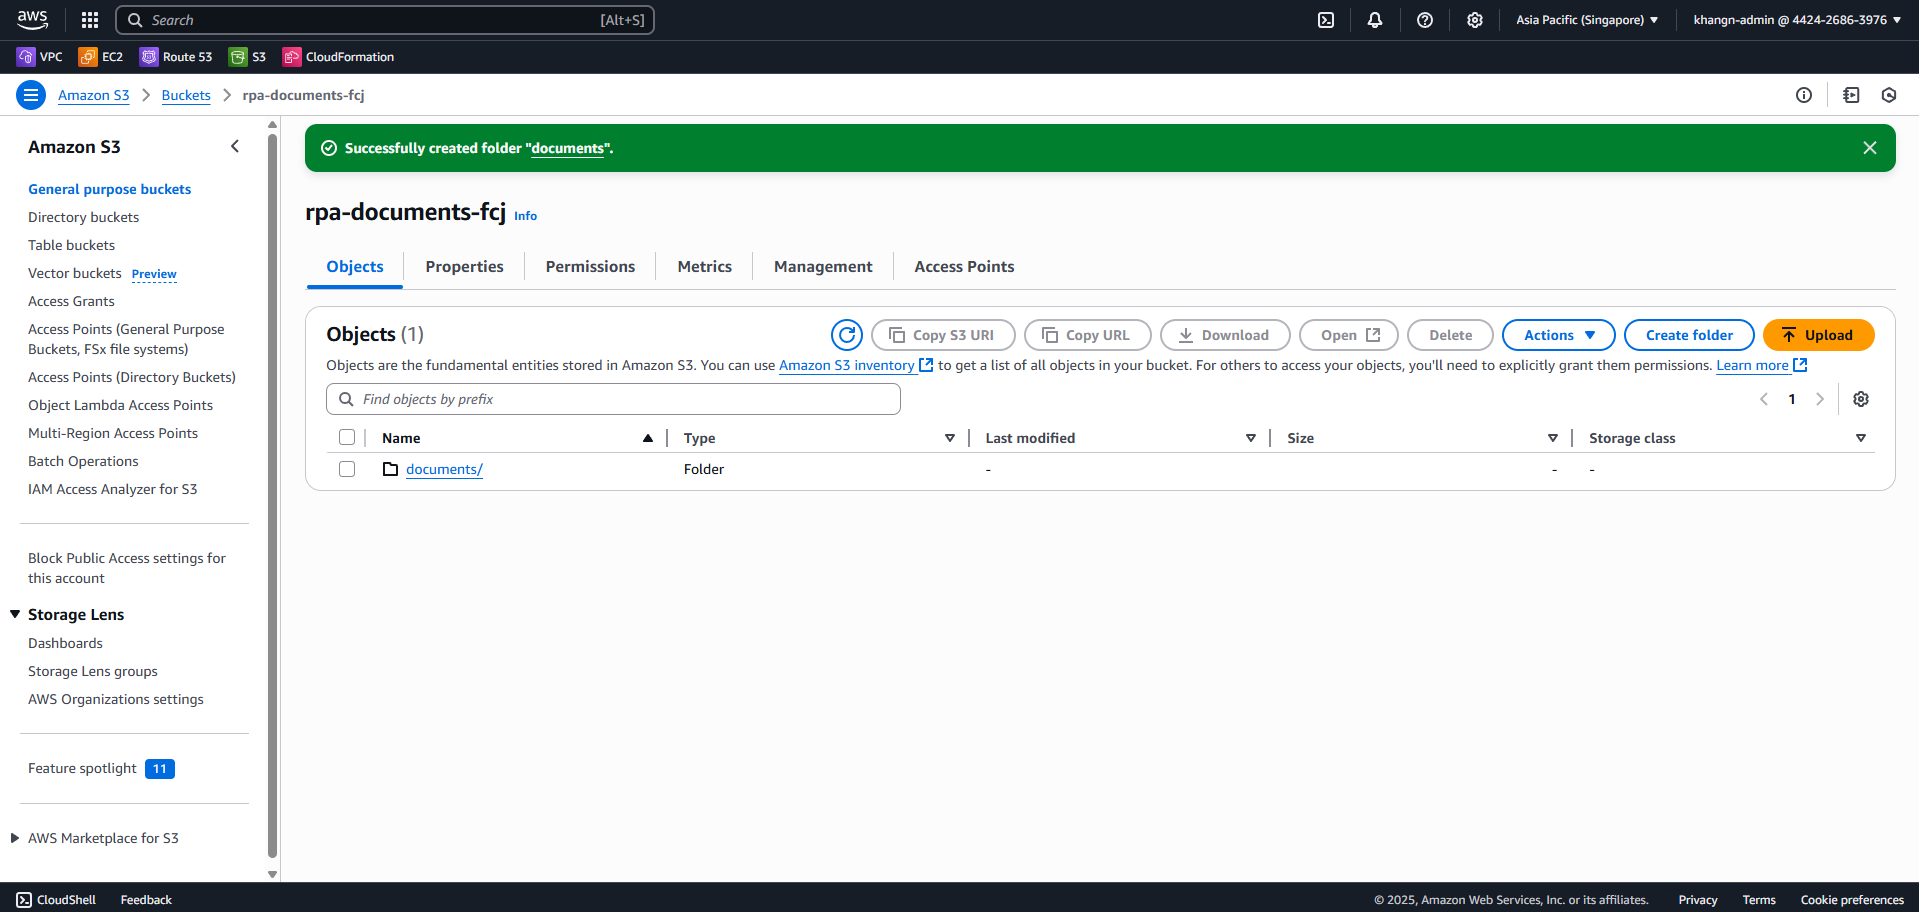 aws
Search [Alt+S]
Asia Pacific (Singapore) khangn-admin @ 4424-2686-3976
VPC EC2 Route 53 S3 CloudFormation
Amazon S3 Buckets rpa-documents-fcj
Amazon S3
General purpose buckets
Directory buckets
Table buckets
Vector buckets Preview
Access Grants
Access Points (General Purpose
Buckets, FSx file systems)
Access Points (Directory Buckets)
Object Lambda Access Points
Multi-Region Access Points
Batch Operations
IAM Access Analyzer for S3
Block Public Access settings for
this account
Storage Lens
Dashboards
Storage Lens groups
AWS Organizations settings
Feature spotlight 11
AWS Marketplace for S3
Successfully created folder "documents".
rpa-documents-fcj Info
Objects Properties Permissions Metrics Management Access Points
Objects (1)
Copy S3 URI Copy URL Download Open Delete Actions Create folder Upload
Objects are the fundamental entities stored in Amazon S3. You can use Amazon S3 inventory to get a list of all objects in your bucket. For others to access your objects, you'll need to explicitly grant them permissions. Learn more
Find objects by prefix
1
Name Type Last modified Size Storage class
documents/ Folder - - -
CloudShell Feedback
© 2025, Amazon Web Services, Inc. or its affiliates. Privacy Terms Cookie preferences